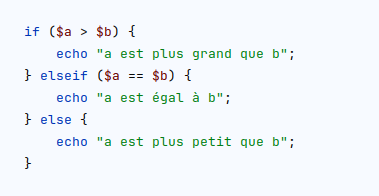 if ($a > $b) {
    echo "a est plus grand que b";
} elseif ($a == $b) {
    echo "a est égal à b";
} else {
    echo "a est plus petit que b";
}